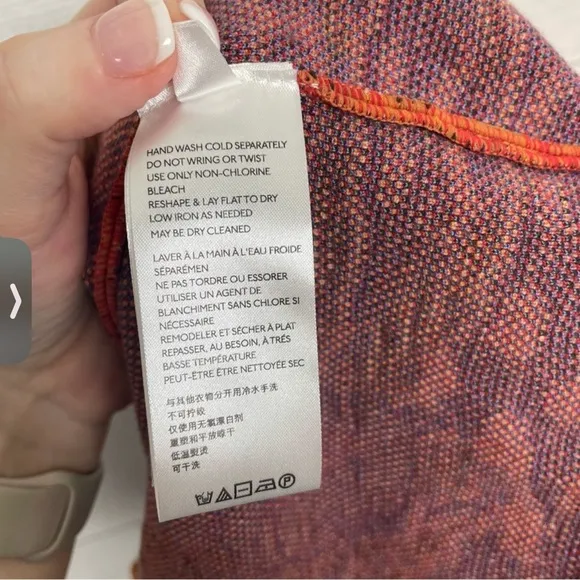 HAND WASH COLD SEPARATELY
DO NOT WRING OR TWIST
USE ONLY NON-CHLORINE
BLEACH
RESHAPE & LAY FLAT TO DRY
LOW IRON AS NEEDED
MAY BE DRY CLEANED
LAVER À LA MAIN À L'EAU FROIDE
SÉPARÉMEN
NE PAS TORDRE OU ESSORER
UTILISER UN AGENT DE
BLANCHIMENT SANS CHLORE SI
NÉCESSAIRE
REMODELER ET SÉCHER À PLAT
REPASSER, AU BESOIN, À TRÉS
BASSE TEMPÉRATURE
PEUT-ÊTRE ÊTRE NETTOYÉE SEC
与其他衣物分开用冷水手洗
不可拧绞
仅使用无氯漂白剂
重塑和平放晾干
低温熨烫
可干洗